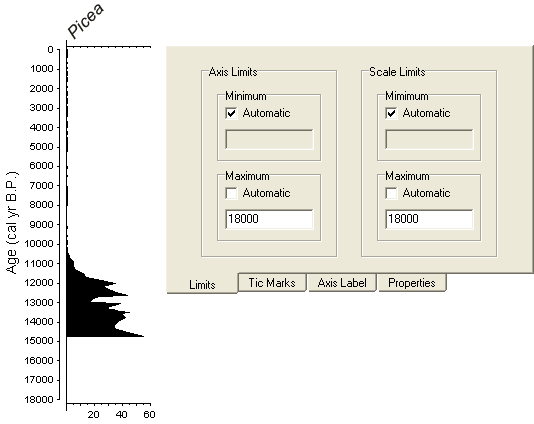 Picea
Age (cal yr B.P.)
0
1000
2000
3000
4000
5000
6000
7000
8000
9000
10000
11000
12000
13000
14000
15000
16000
17000
18000
20 40 60
Axis Limits
Minimum
Automatic
Maximum
Automatic
18000
Scale Limits
Mimimum
Automatic
Maximum
Automatic
18000
Limits Tic Marks Axis Label Properties